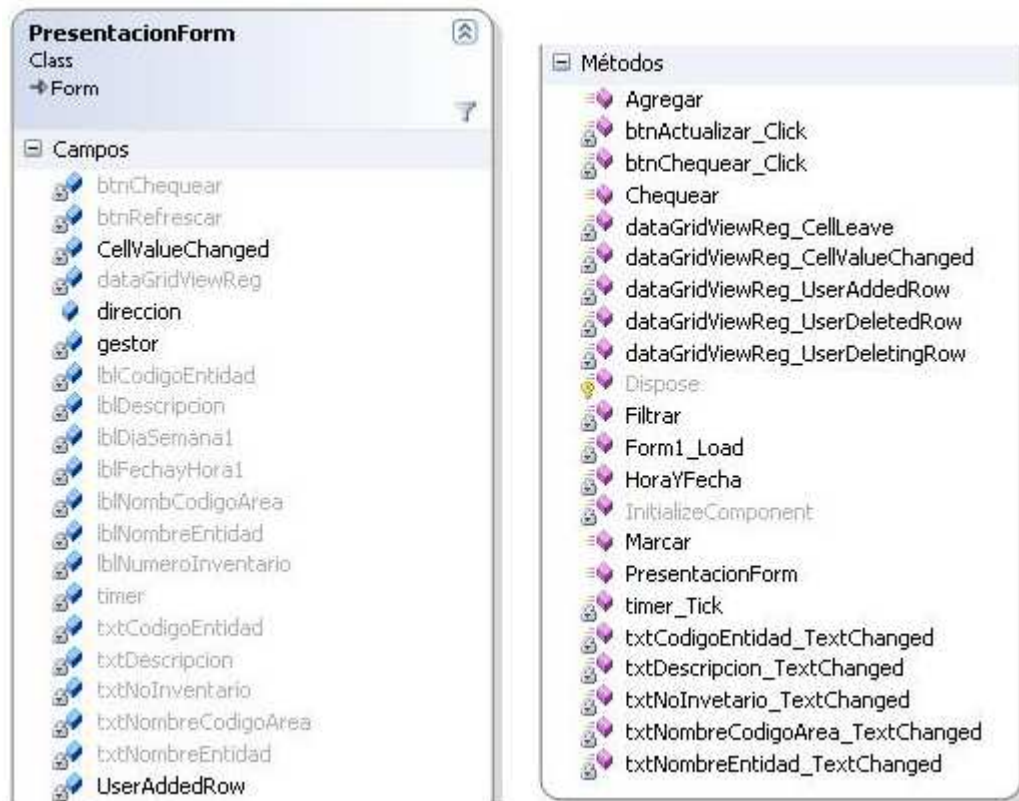 PresentacionForm
Class
Form
Campos
btnChequear
btnRefrescar
CellValueChanged
dataGridViewReg
direccion
gestor
lblCodigoEntidad
lblDescripcion
lblDiaSemana1
lblFechayHora1
lblNombCodigoArea
lblNombreEntidad
lblNumeroInventario
timer
txtCodigoEntidad
txtDescripcion
txtNoInventario
txtNombreCodigoArea
txtNombreEntidad
UserAddedRow
Métodos
Agregar
btnActualizar_Click
btnChequear_Click
Chequear
dataGridViewReg_CellLeave
dataGridViewReg_CellValueChanged
dataGridViewReg_UserAddedRow
dataGridViewReg_UserDeletedRow
dataGridViewReg_UserDeletingRow
Dispose
Filtrar
Form1_Load
HoraYFecha
InitializeComponent
Marcar
PresentacionForm
timer_Tick
txtCodigoEntidad_TextChanged
txtDescripcion_TextChanged
txtNoInvetario_TextChanged
txtNombreCodigoArea_TextChanged
txtNombreEntidad_TextChanged